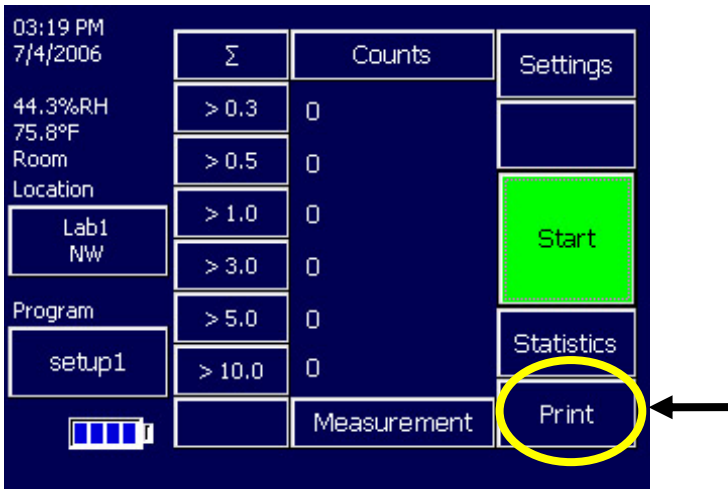 03:19 PM
7/4/2006
44.3%RH
75.8°F
Room
Location
Lab1
NW
Program
setup1
Σ Counts
> 0.3 0
> 0.5 0
> 1.0 0
> 3.0 0
> 5.0 0
> 10.0 0
Measurement
Settings
Start
Statistics
Print